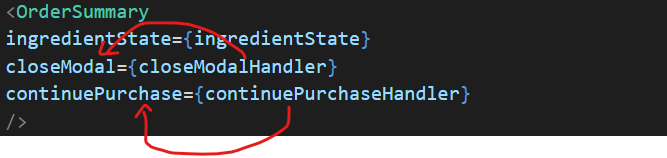 <OrderSummary
ingredientState={ingredientState}
closeModal={closeModalHandler}
continuePurchase={continuePurchaseHandler}
/>